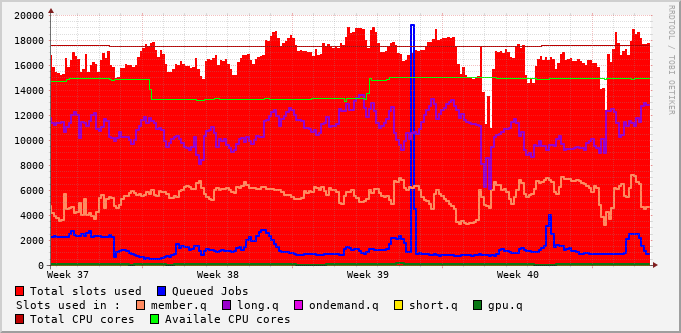 20000
18000
16000
14000
12000
10000
8000
6000
4000
2000
0
Week 37 Week 38 Week 39 Week 40
Total slots used Queued Jobs
Slots used in : member.q long.q ondemand.q short.q gpu.q
Total CPU cores Availale CPU cores
RRDTOOL / TOBI OETIKER